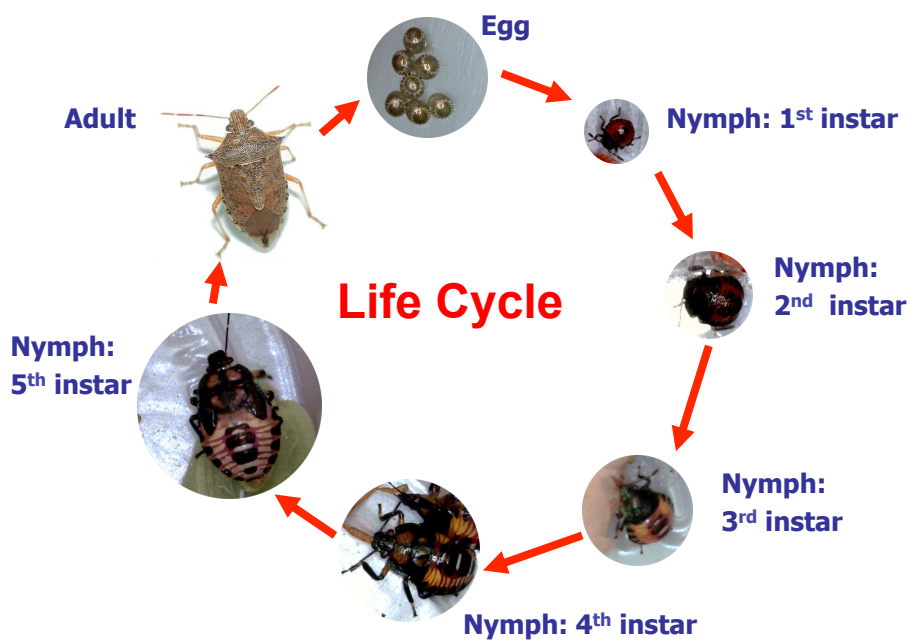 Egg
Adult
Nymph: 1st instar
Nymph:
2nd instar
Life Cycle
Nymph:
5th instar
Nymph:
3rd instar
Nymph: 4th instar